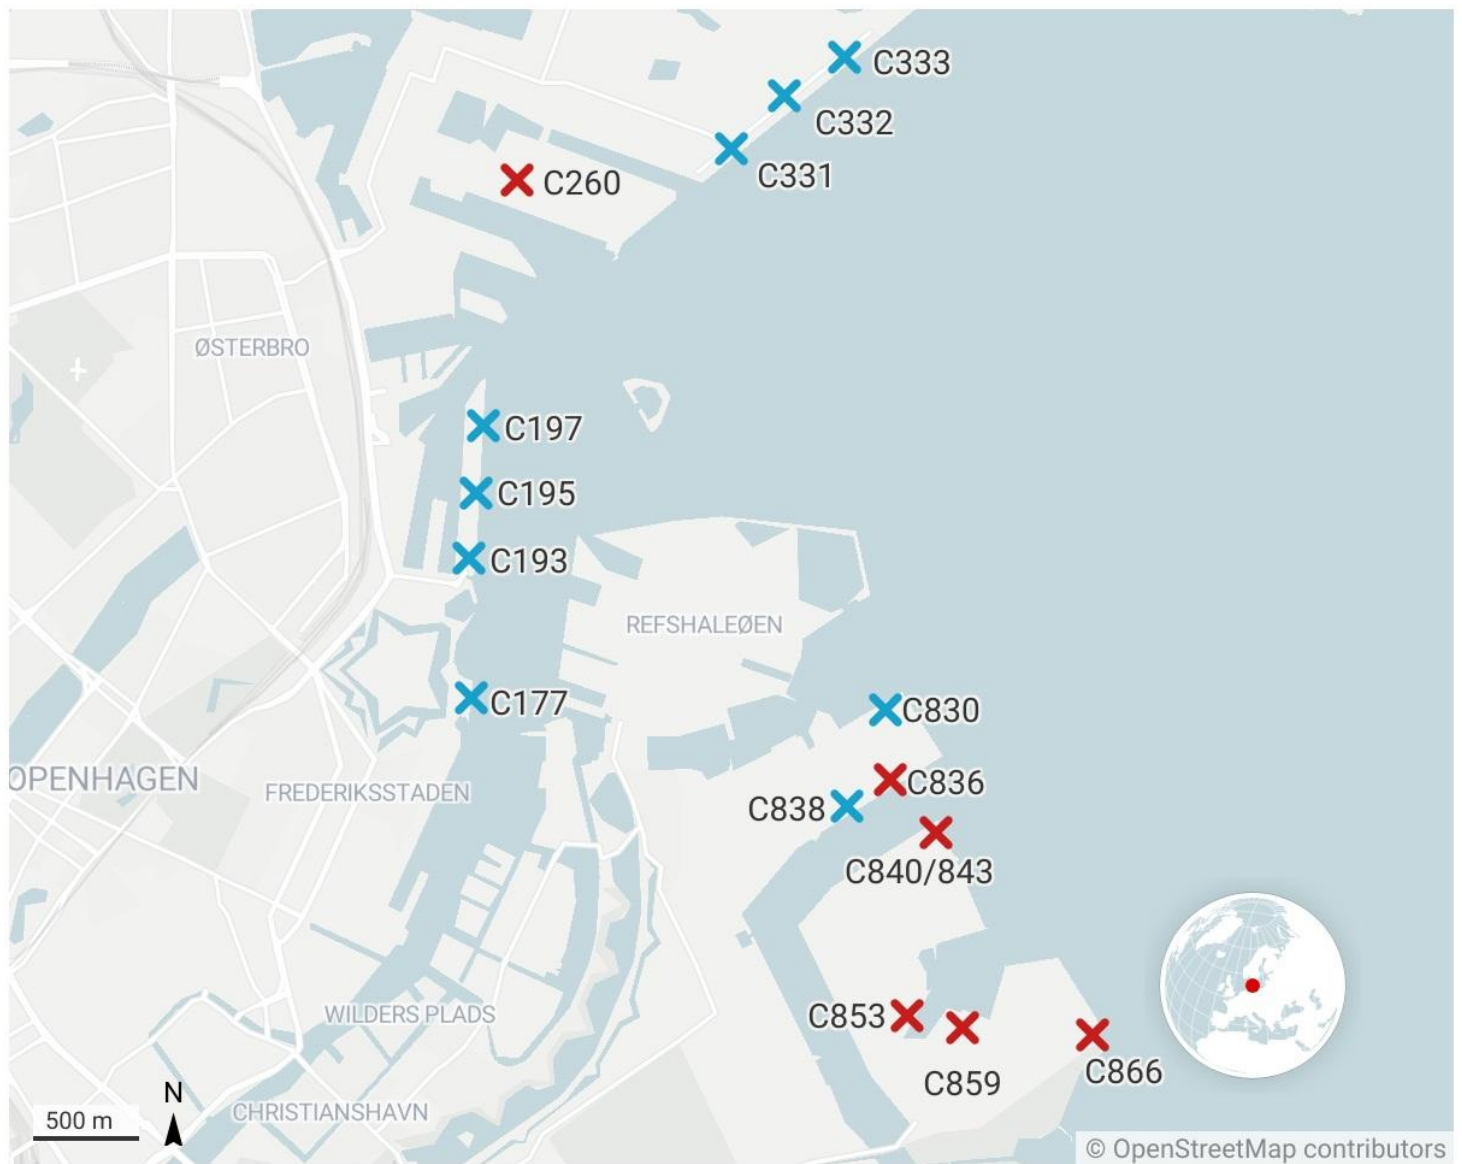 C333
C332
C331
C260
ØSTERBRO
C197
C195
C193
REFSHALEØEN
C177
C830
OPENHAGEN
FREDERIKSSTADEN
C836
C838
C840/843
WILDERS PLADS
C853
C859
C866
N
500 m
CHRISTIANSHAVN
© OpenStreetMap contributors